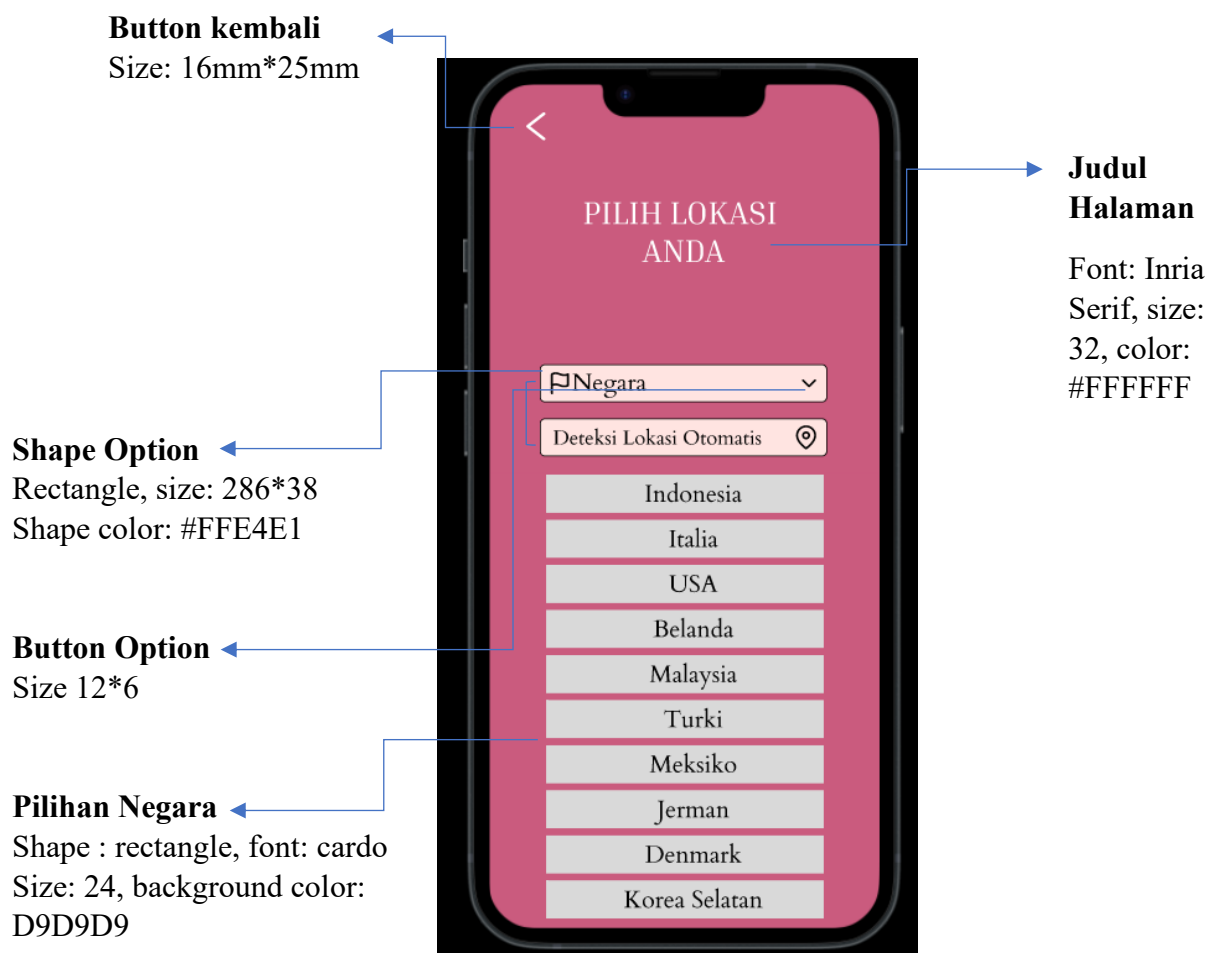 Button kembali
Size: 16mm*25mm
PILIH LOKASI
ANDA
Judul
Halaman
Font: Inria
Serif, size:
32, color:
#FFFFFF
Negara
Deteksi Lokasi Otomatis
Shape Option
Rectangle, size: 286*38
Shape color: #FFE4E1
Button Option
Size 12*6
Pilihan Negara
Shape : rectangle, font: cardo
Size: 24, background color:
D9D9D9
Indonesia
Italia
USA
Belanda
Malaysia
Turki
Meksiko
Jerman
Denmark
Korea Selatan